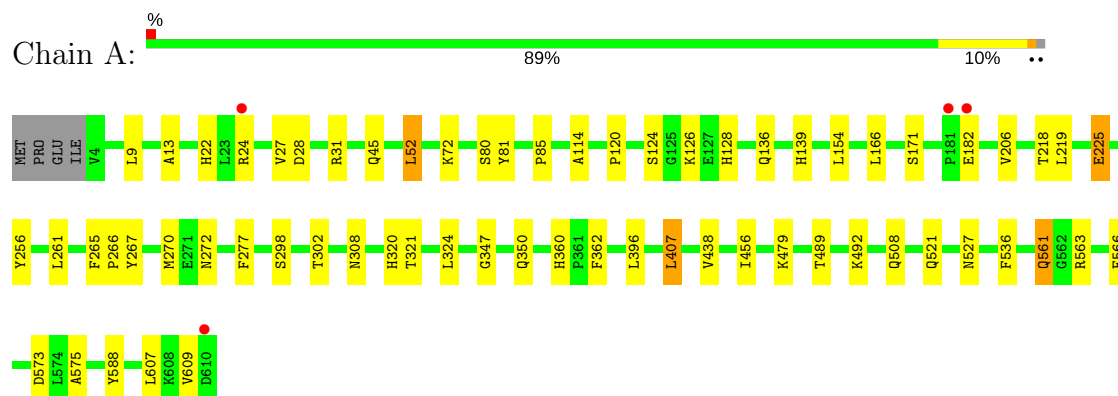 %
Chain A:
89% 10% ••
MET PRO GLU ILE V4 L9 A13 H22 L23 R24 V27 D28 R31 Q45 L52 K72 S80 Y81 P85 A114 P120 S124 G125 K126 E127 H128 Q136 H139 L154 L166 S171 P181 E182 V206 T218 L219 E225
Y256 L261 F265 P266 Y267 M270 E271 N272 F277 S298 T302 N308 H320 T321 L324 G347 Q350 H360 P361 F362 L396 L407 V438 I456 K479 T489 K492 Q508 Q521 N527 F536 Q561 G562 R563
D573 L574 A575 Y588 L607 K608 V609 D610